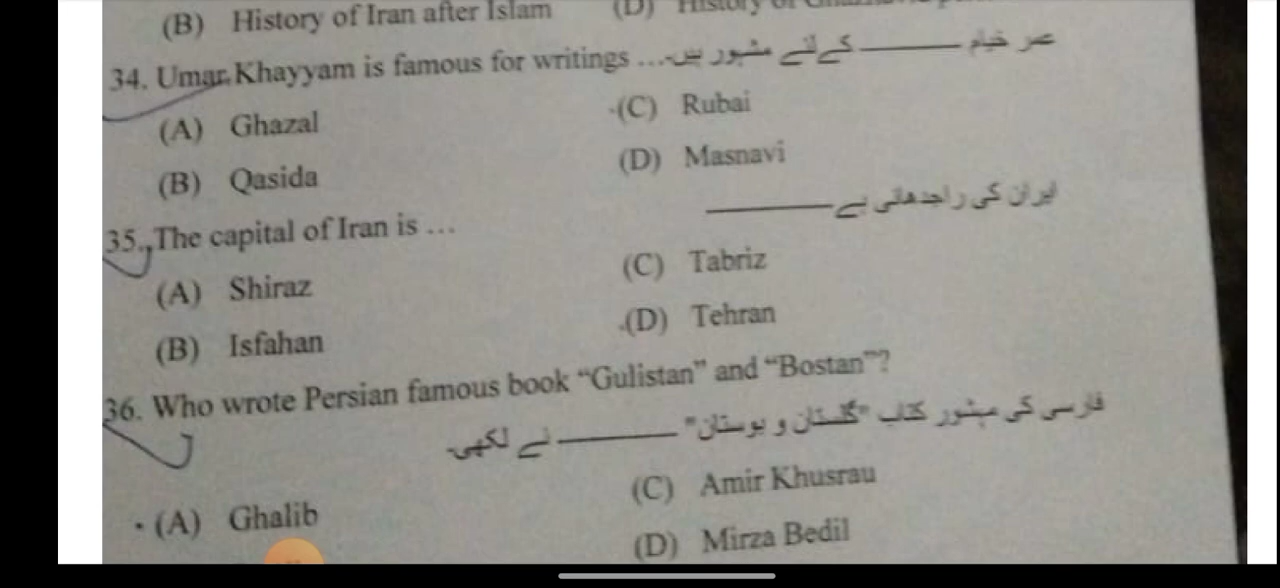 (B) History of Iran after Islam (D)
34. Umar Khayyam is famous for writings ... عمر خیام ______ کے لئے مشہور ہیں۔
(A) Ghazal (C) Rubai
(B) Qasida (D) Masnavi
35. The capital of Iran is ... ایران کی راجدھانی ہے ______
(A) Shiraz (C) Tabriz
(B) Isfahan (D) Tehran
36. Who wrote Persian famous book “Gulistan” and “Bostan”?
فارسی کی مشہور کتاب "گلستان و بوستان" ______ نے لکھی۔
(A) Ghalib (C) Amir Khusrau
(D) Mirza Bedil